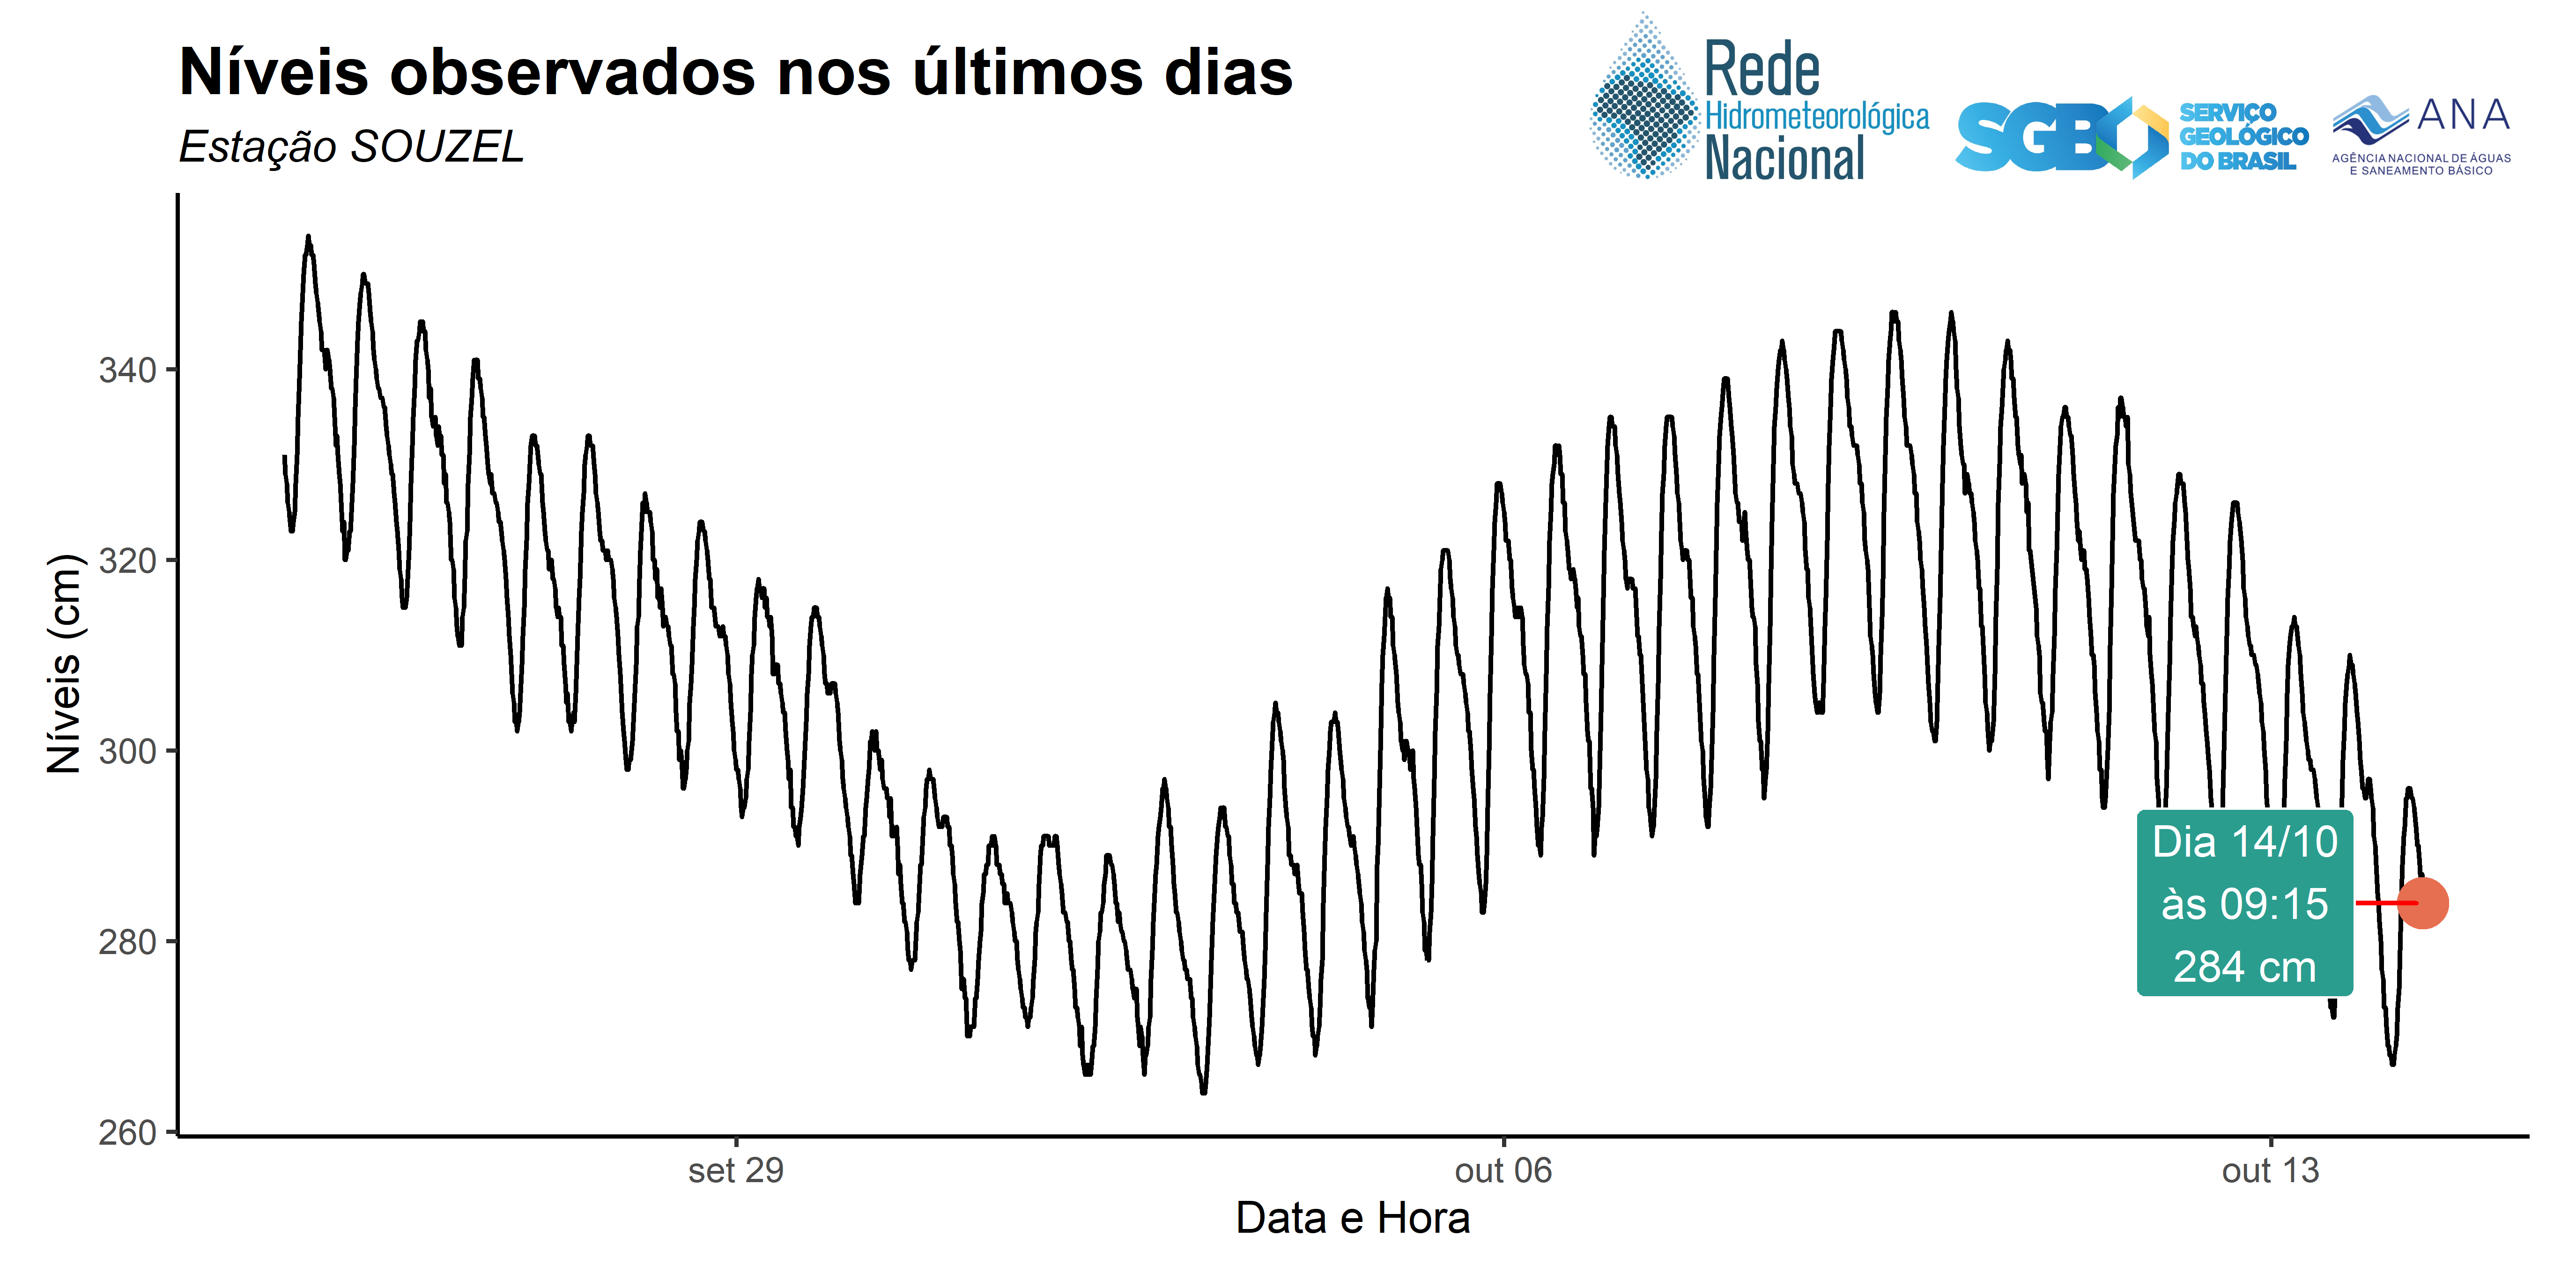 Níveis observados nos últimos dias
Estação SOUZEL
Rede
Hidrometeorológica
Nacional
SGB
SERVIÇO
GEOLÓGICO
DO BRASIL
ANA
AGÊNCIA NACIONAL DE ÁGUAS
E SANEAMENTO BÁSICO
Níveis (cm)
340
320
300
280
260
Dia 14/10
às 09:15
284 cm
set 29
out 06
out 13
Data e Hora